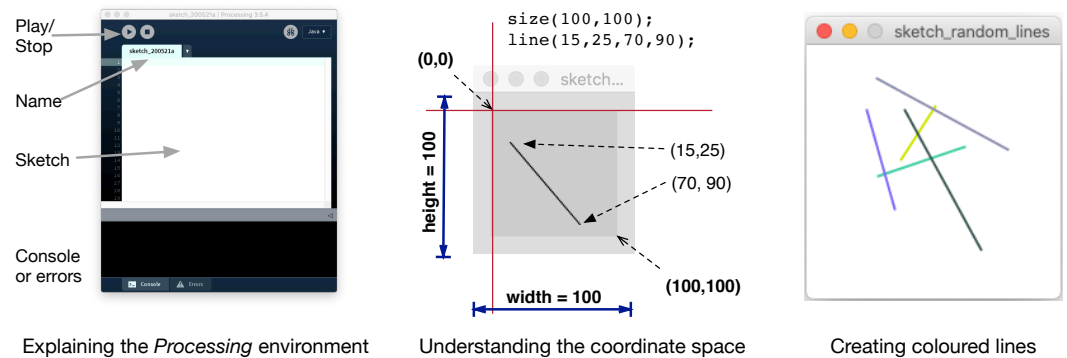 Play/
Stop
Name
Sketch
Console
or errors
sketch_200521a | Processing 3.5.4
Java ▼
sketch_200521a
Console
Errors
Explaining the Processing environment
size(100,100);
line(15,25,70,90);
(0,0)
sketch...
(15,25)
(70, 90)
height = 100
(100,100)
width = 100
Understanding the coordinate space
sketch_random_lines
Creating coloured lines